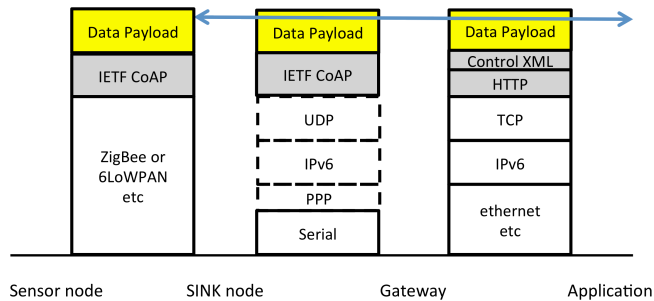 Data Payload
IETF CoAP
ZigBee or
6LoWPAN
etc
Data Payload
IETF CoAP
UDP
IPv6
PPP
Serial
Data Payload
Control XML
HTTP
TCP
IPv6
ethernet
etc
Sensor node
SINK node
Gateway
Application